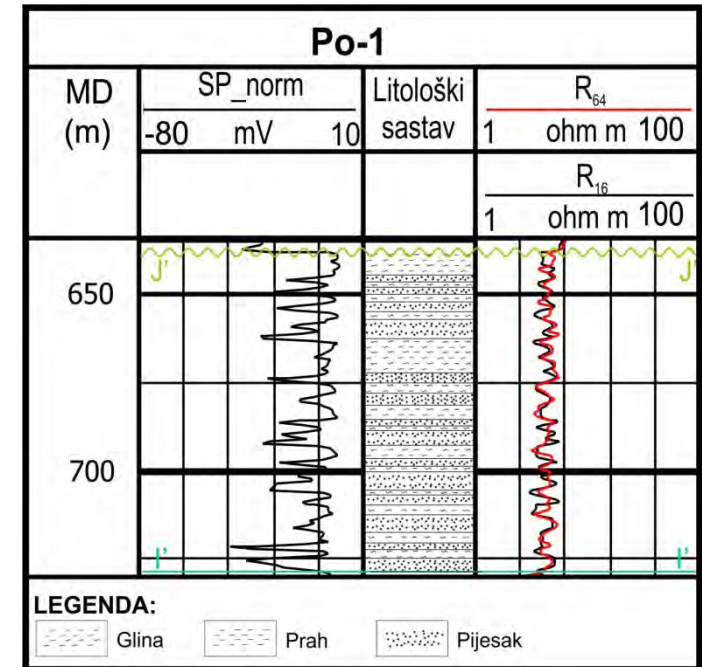 Po-1
MD (m)
SP_norm
-80 mV 10
Litološki sastav
R64
1 ohm m 100
R16
1 ohm m 100
J' J'
650
700
I' I'
LEGENDA:
Glina Prah Pijesak